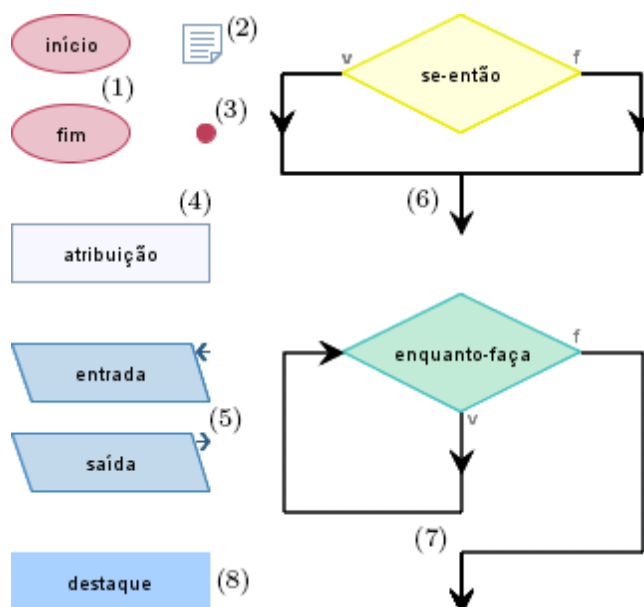 início
(2)
(1)
fim
(3)
v
se-então
f
(6)
(4)
atribuição
entrada
(5)
saída
enquanto-faça
f
v
(7)
destaque
(8)